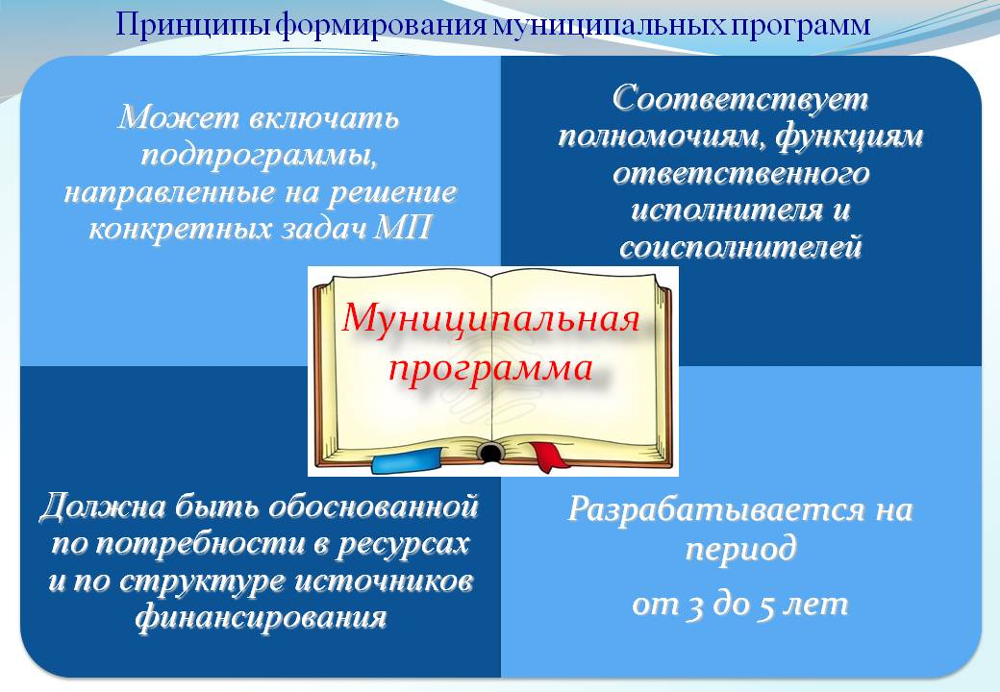 Принципы формирования муниципальных программ
Может включать
подпрограммы,
направленные на решение
конкретных задач МП
Соответствует
полномочиям, функциям
ответственного
исполнителя и
соисполнителей
Муниципальная
программа
Должна быть обоснованной
по потребности в ресурсах
и по структуре источников
финансирования
Разрабатывается на
период
от 3 до 5 лет